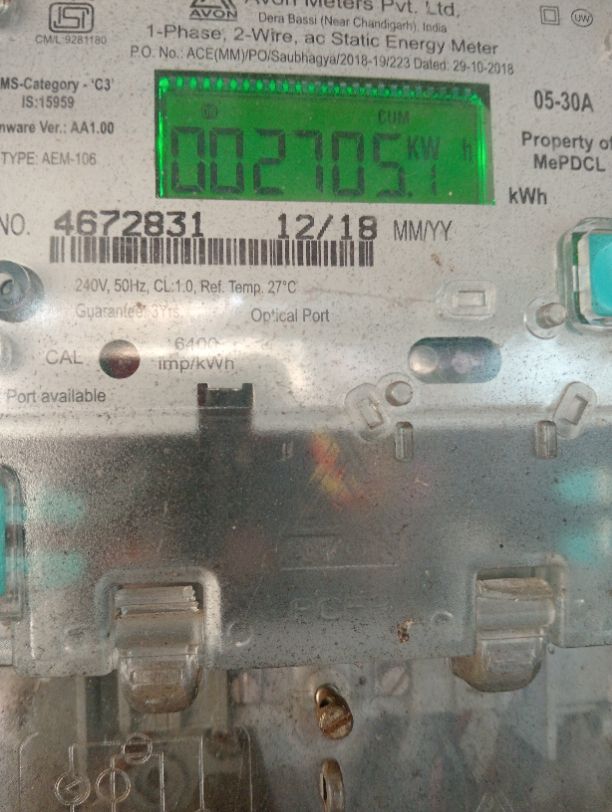 Avon Meters Pvt. Ltd.
AVON
Dera Bassi (Near Chandigarh), India
CM/L 9281180
1-Phase, 2-Wire, ac Static Energy Meter
P.O. No.: ACE(MM)/PO/Saubhagya/2018-19/223 Dated: 29-10-2018
UW
MS-Category - 'C3'
IS:15959
nware Ver.: AA1.00
TYPE: AEM-106
CUM
002705.1 KW h
05-30A
Property of
MePDCL
kWh
NO. 4672831 12/18 MM/YY
240V, 50Hz, CL:1.0, Ref. Temp. 27°C
Guarantee: 3Yrs. Optical Port
CAL 6400
imp/kWh
Port available